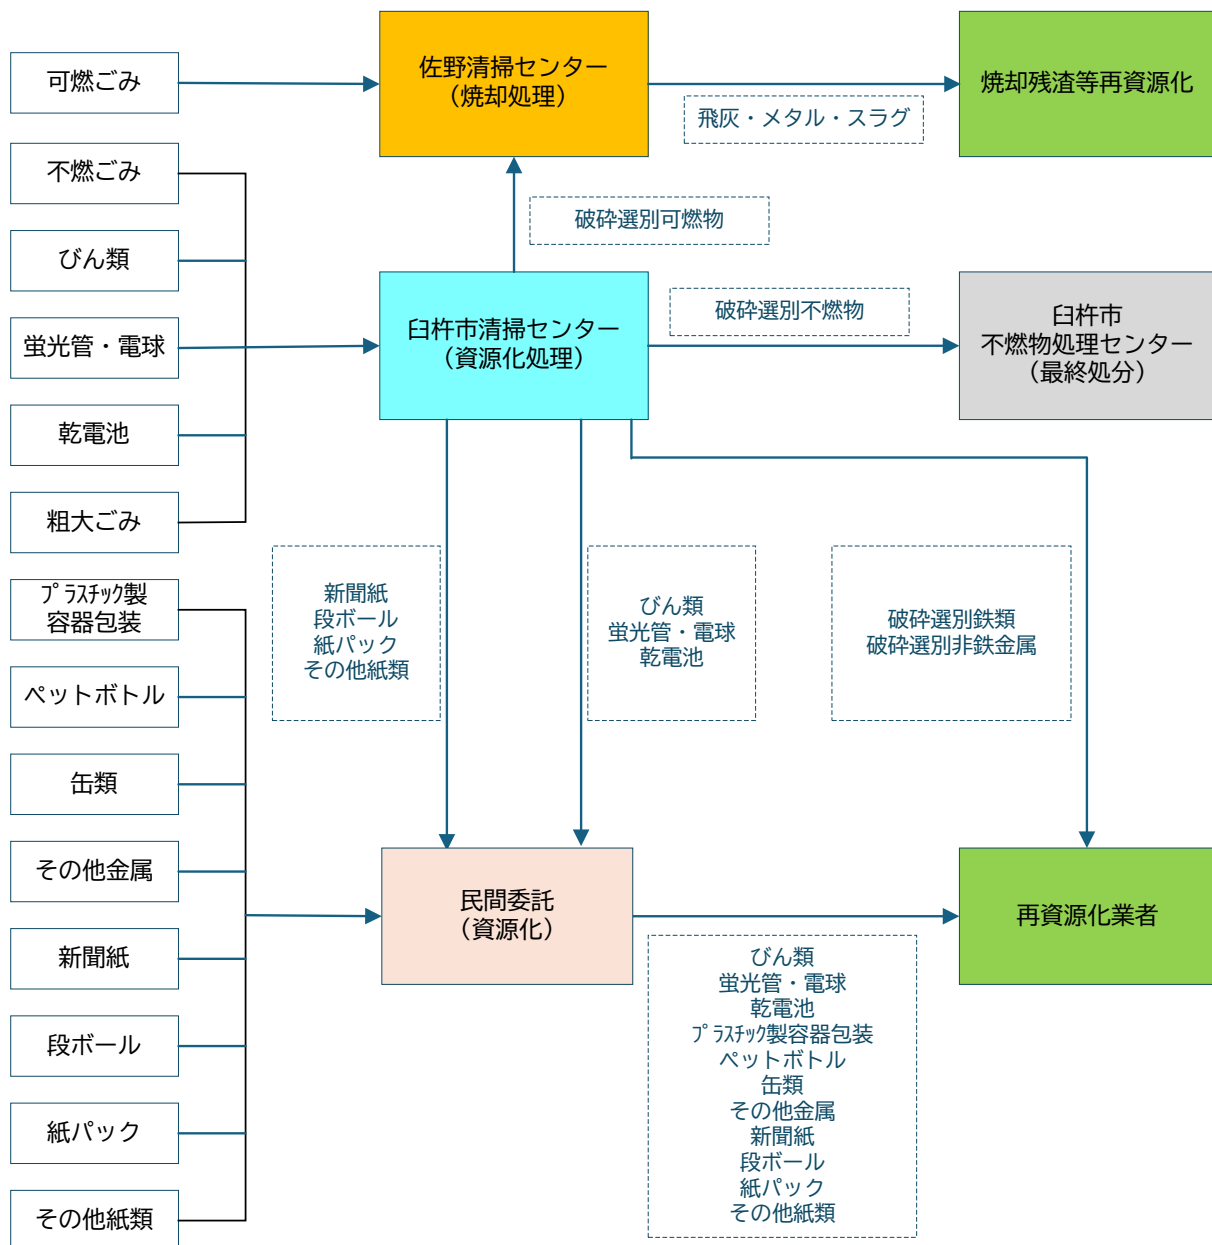 可燃ごみ
佐野清掃センター
（焼却処理）
焼却残渣等再資源化
飛灰・メタル・スラグ
不燃ごみ
破砕選別可燃物
びん類
蛍光管・電球
臼杵市清掃センター
（資源化処理）
破砕選別不燃物
臼杵市
不燃物処理センター
（最終処分）
乾電池
粗大ごみ
新聞紙
段ボール
紙パック
その他紙類
びん類
蛍光管・電球
乾電池
破砕選別鉄類
破砕選別非鉄金属
ﾌﾟﾗｽﾁｯｸ製
容器包装
ペットボトル
缶類
その他金属
新聞紙
段ボール
紙パック
その他紙類
民間委託
（資源化）
再資源化業者
びん類
蛍光管・電球
乾電池
ﾌﾟﾗｽﾁｯｸ製容器包装
ペットボトル
缶類
その他金属
新聞紙
段ボール
紙パック
その他紙類